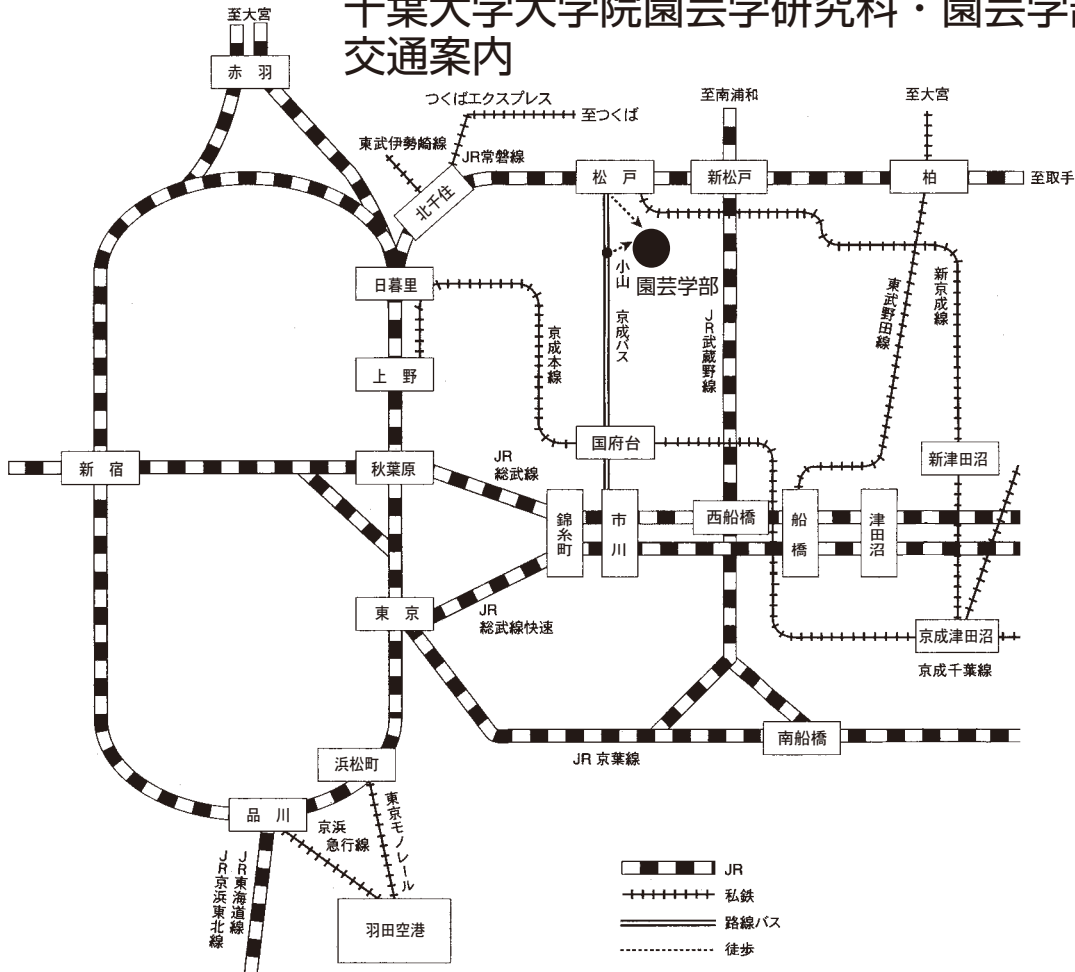 千葉大学大学院園芸学研究科・園芸学部
交通案内
至大宮
赤羽
つくばエクスプレス
至つくば
東武伊勢崎線
JR常磐線
北千住
松戸
至南浦和
新松戸
至大宮
柏
至取手
小山
園芸学部
日暮里
京成本線
京成バス
JR武蔵野線
東武野田線
新京成線
上野
国府台
新津田沼
新宿
秋葉原
JR
総武線
錦糸町
市川
西船橋
船橋
津田沼
東京
JR
総武線快速
京成津田沼
京成千葉線
南船橋
JR 京葉線
浜松町
品川
京浜
急行線
東京モノレール
JR東海道線
JR京浜東北線
羽田空港
JR
私鉄
路線バス
徒歩